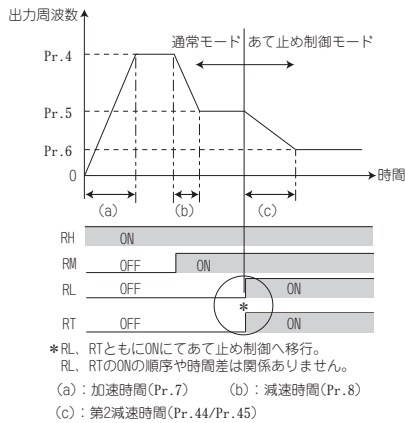 出力周波数
通常モード あて止め制御モード
Pr.4
Pr.5
Pr.6
0
時間
(a) (b) (c)
RH ON
RM OFF ON
RL OFF ON
*
RT OFF ON
*RL、RTともにONにてあて止め制御へ移行。
RL、RTのONの順序や時間差は関係ありません。
(a)：加速時間(Pr.7) (b)：減速時間(Pr.8)
(c)：第2減速時間(Pr.44/Pr.45)